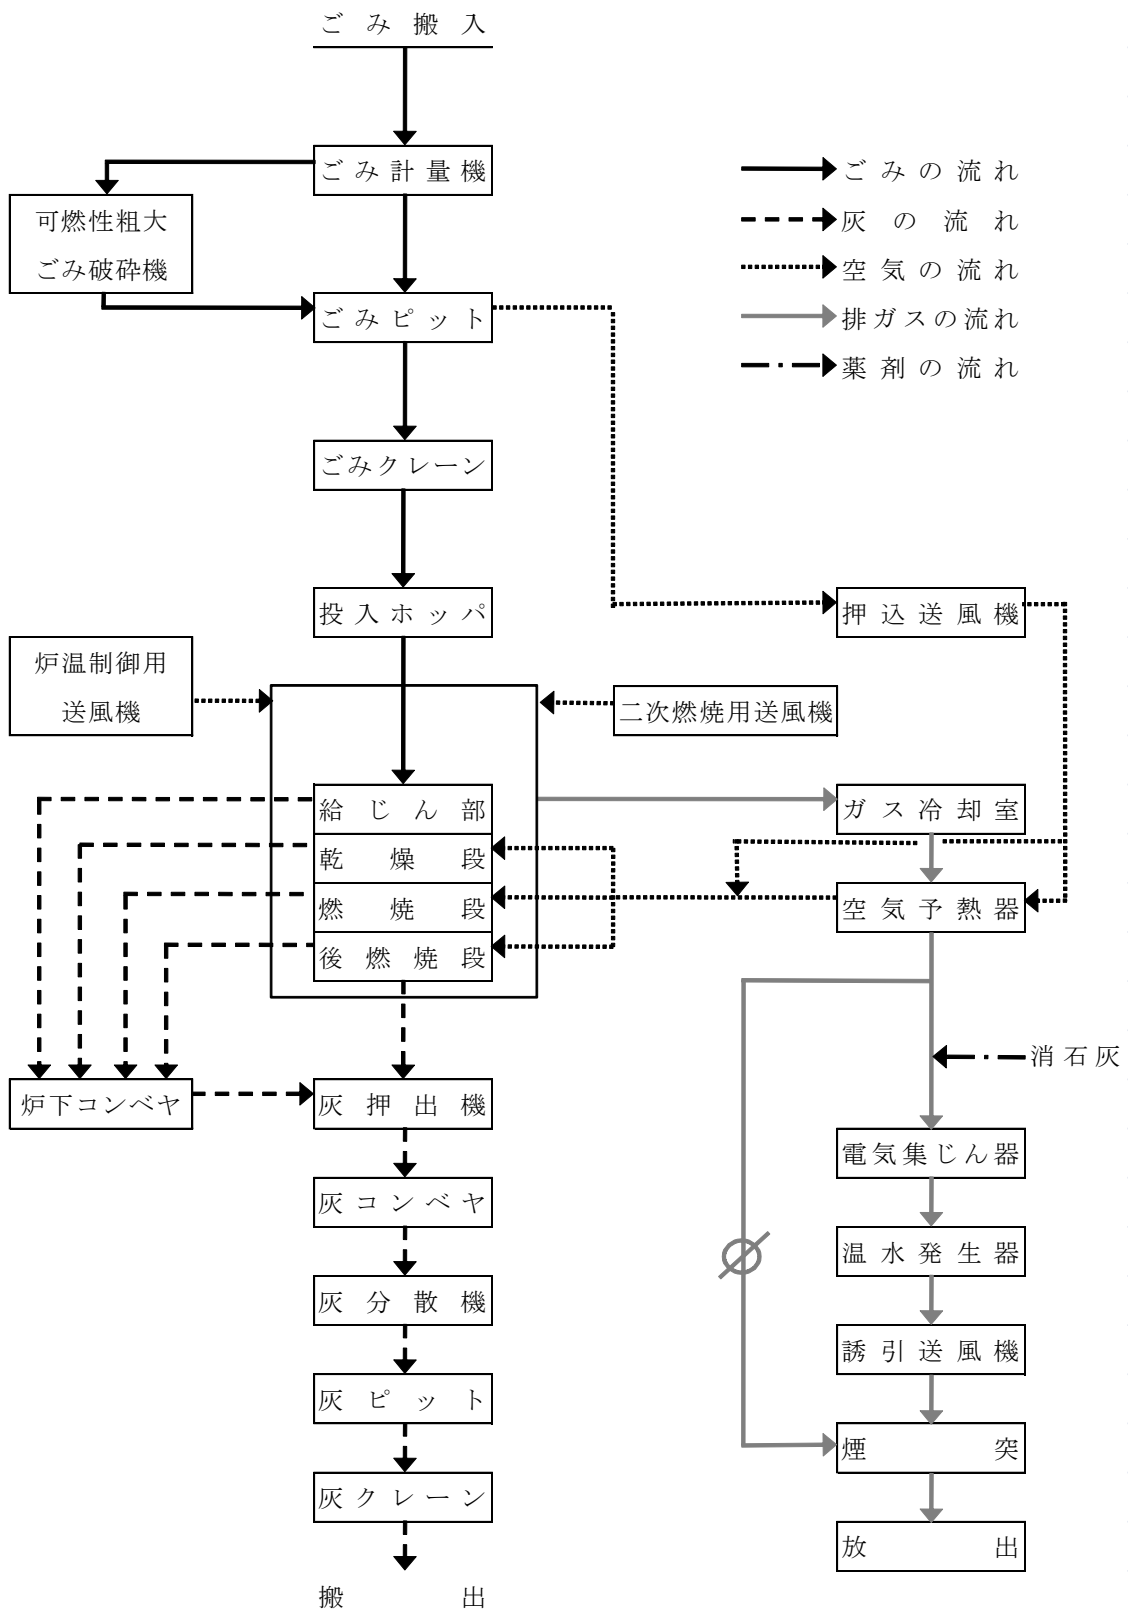 ごみ搬入
ごみ計量機
可燃性粗大
ごみ破砕機
ごみピット
ごみクレーン
投入ホッパ
炉温制御用
送風機
二次燃焼用送風機
給じん部
乾燥段
燃焼段
後燃焼段
炉下コンベヤ
灰押出機
灰コンベヤ
灰分散機
灰ピット
灰クレーン
搬出
ごみの流れ
灰の流れ
空気の流れ
排ガスの流れ
薬剤の流れ
押込送風機
ガス冷却室
空気予熱器
消石灰
電気集じん器
温水発生器
誘引送風機
煙突
放出